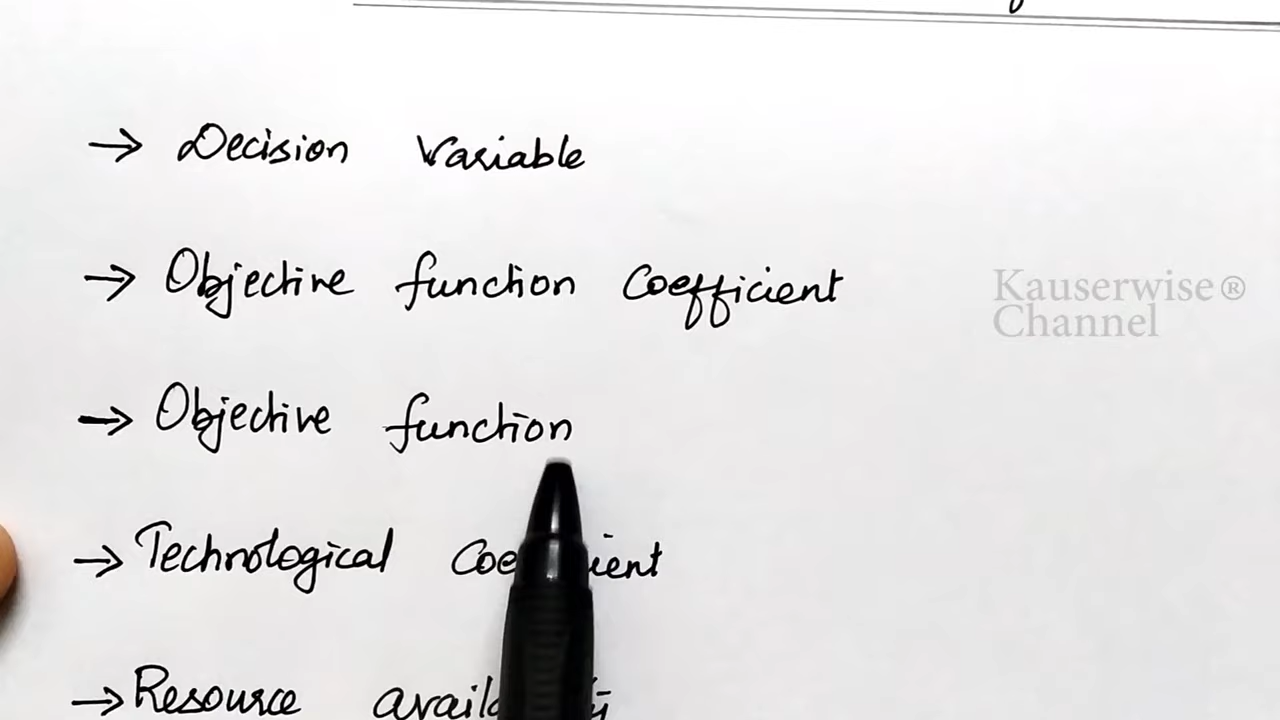 → Decision Variable
→ Objective function Coefficient
Kauserwise®
Channel
→ Objective function
→ Technological
→ Resource